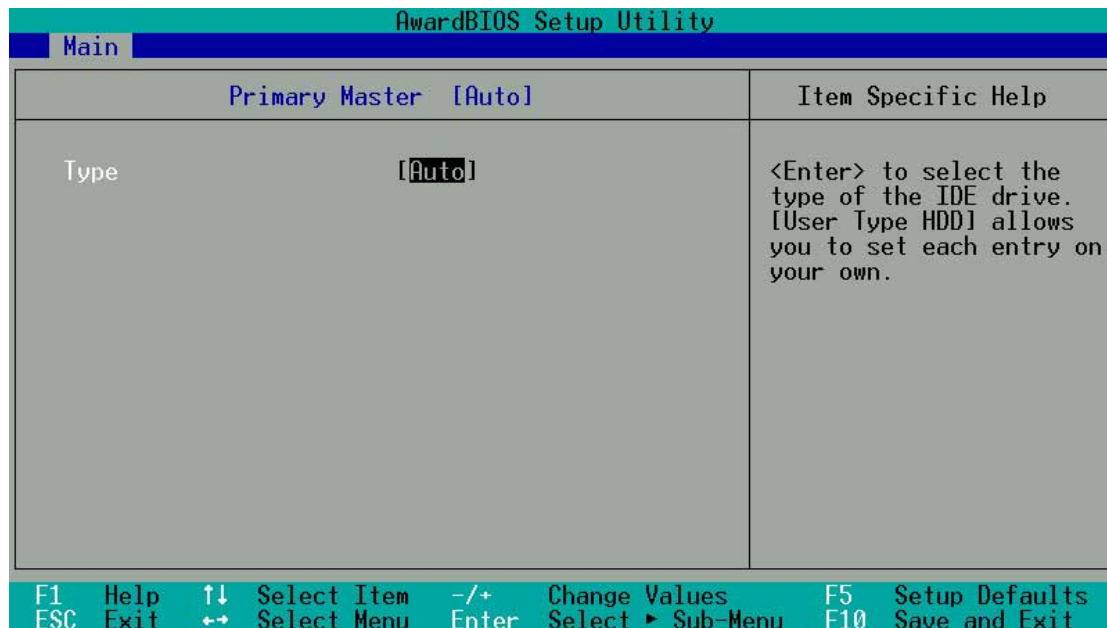 AwardBIOS Setup Utility
Main
Primary Master [Auto]
Item Specific Help
Type [Auto]
<Enter> to select the
type of the IDE drive.
[User Type HDD] allows
you to set each entry on
your own.
F1 Help ↑↓ Select Item -/+ Change Values F5 Setup Defaults
ESC Exit ←→ Select Menu Enter Select ► Sub-Menu F10 Save and Exit